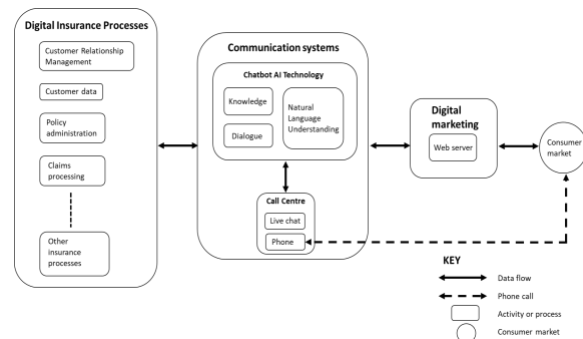 Digital Insurance Processes
Customer Relationship
Management
Customer data
Policy
administration
Claims
processing
Other
insurance
processes
Communication systems
Chatbot AI Technology
Knowledge
Dialogue
Natural
Language
Understanding
Call Centre
Live chat
Phone
Digital
marketing
Web server
Consumer
market
KEY
Data flow
Phone call
Activity or process
Consumer market